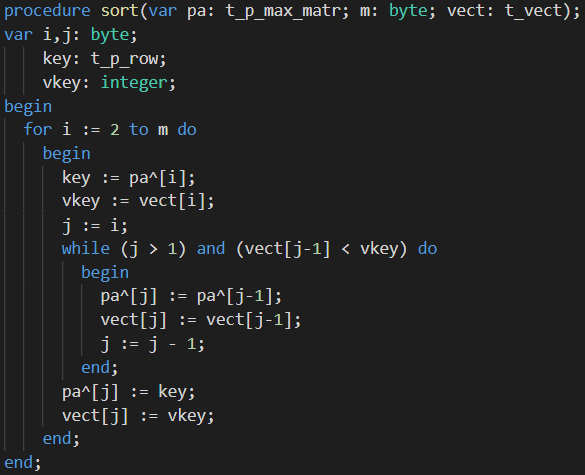 procedure sort(var pa: t_p_max_matr; m: byte; vect: t_vect);
var i,j: byte;
    key: t_p_row;
    vkey: integer;
begin
  for i := 2 to m do
    begin
      key := pa^[i];
      vkey := vect[i];
      j := i;
      while (j > 1) and (vect[j-1] < vkey) do
        begin
          pa^[j] := pa^[j-1];
          vect[j] := vect[j-1];
          j := j - 1;
        end;
      pa^[j] := key;
      vect[j] := vkey;
    end;
end;